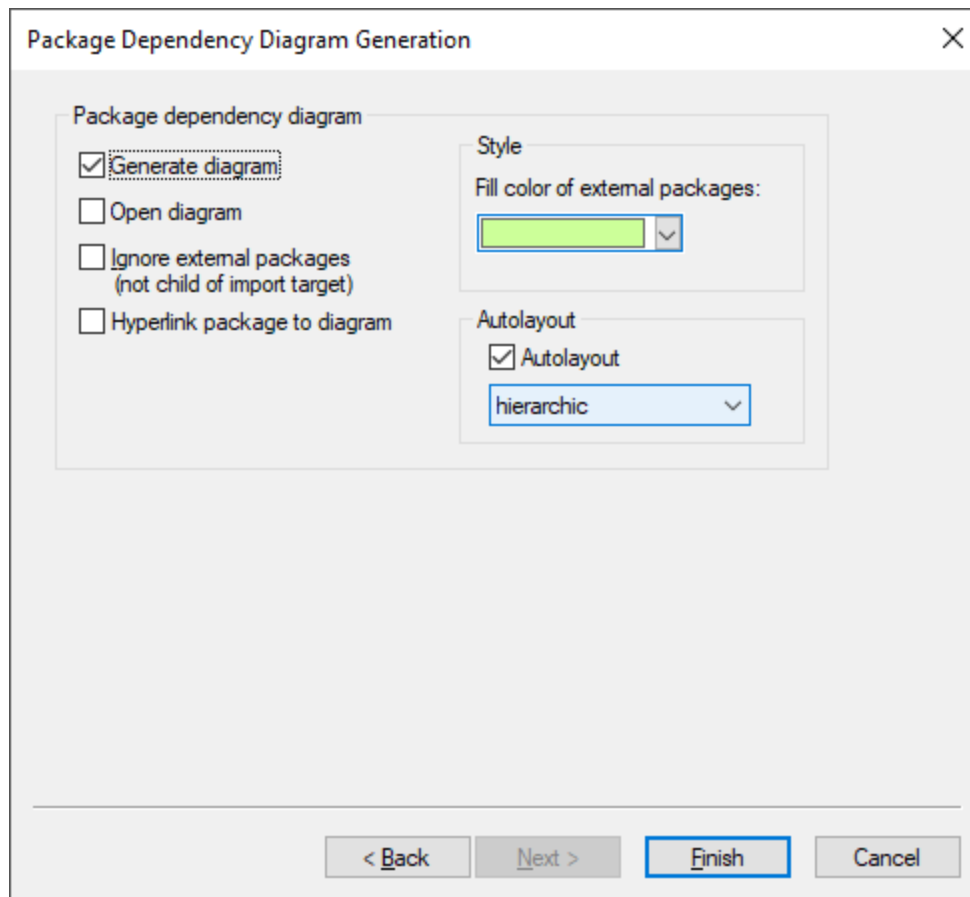 Package Dependency Diagram Generation
Package dependency diagram
Generate diagram
Open diagram
Ignore external packages
(not child of import target)
Hyperlink package to diagram
Style
Fill color of external packages:
Autolayout
Autolayout
hierarchic
< Back
Next >
Finish
Cancel